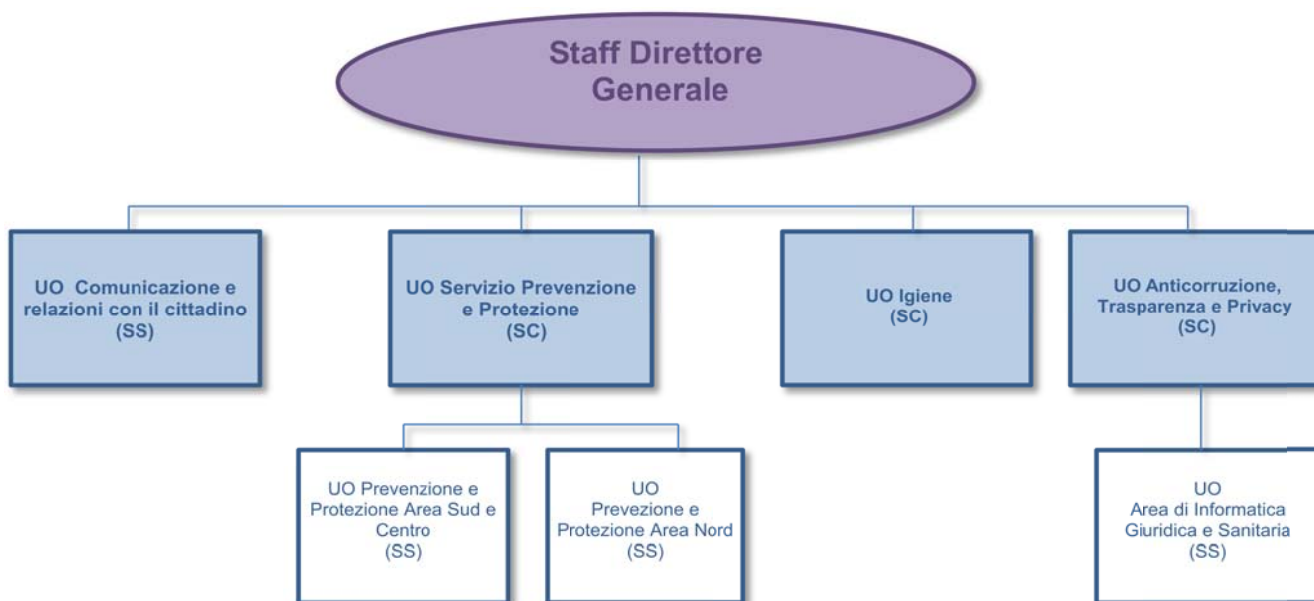 Staff Direttore
Generale
UO Comunicazione e
relazioni con il cittadino
(SS)
UO Servizio Prevenzione
e Protezione
(SC)
UO Igiene
(SC)
UO Anticorruzione,
Trasparenza e Privacy
(SC)
UO Prevenzione e
Protezione Area Sud e
Centro
(SS)
UO
Prevezione e
Protezione Area Nord
(SS)
UO
Area di Informatica
Giuridica e Sanitaria
(SS)